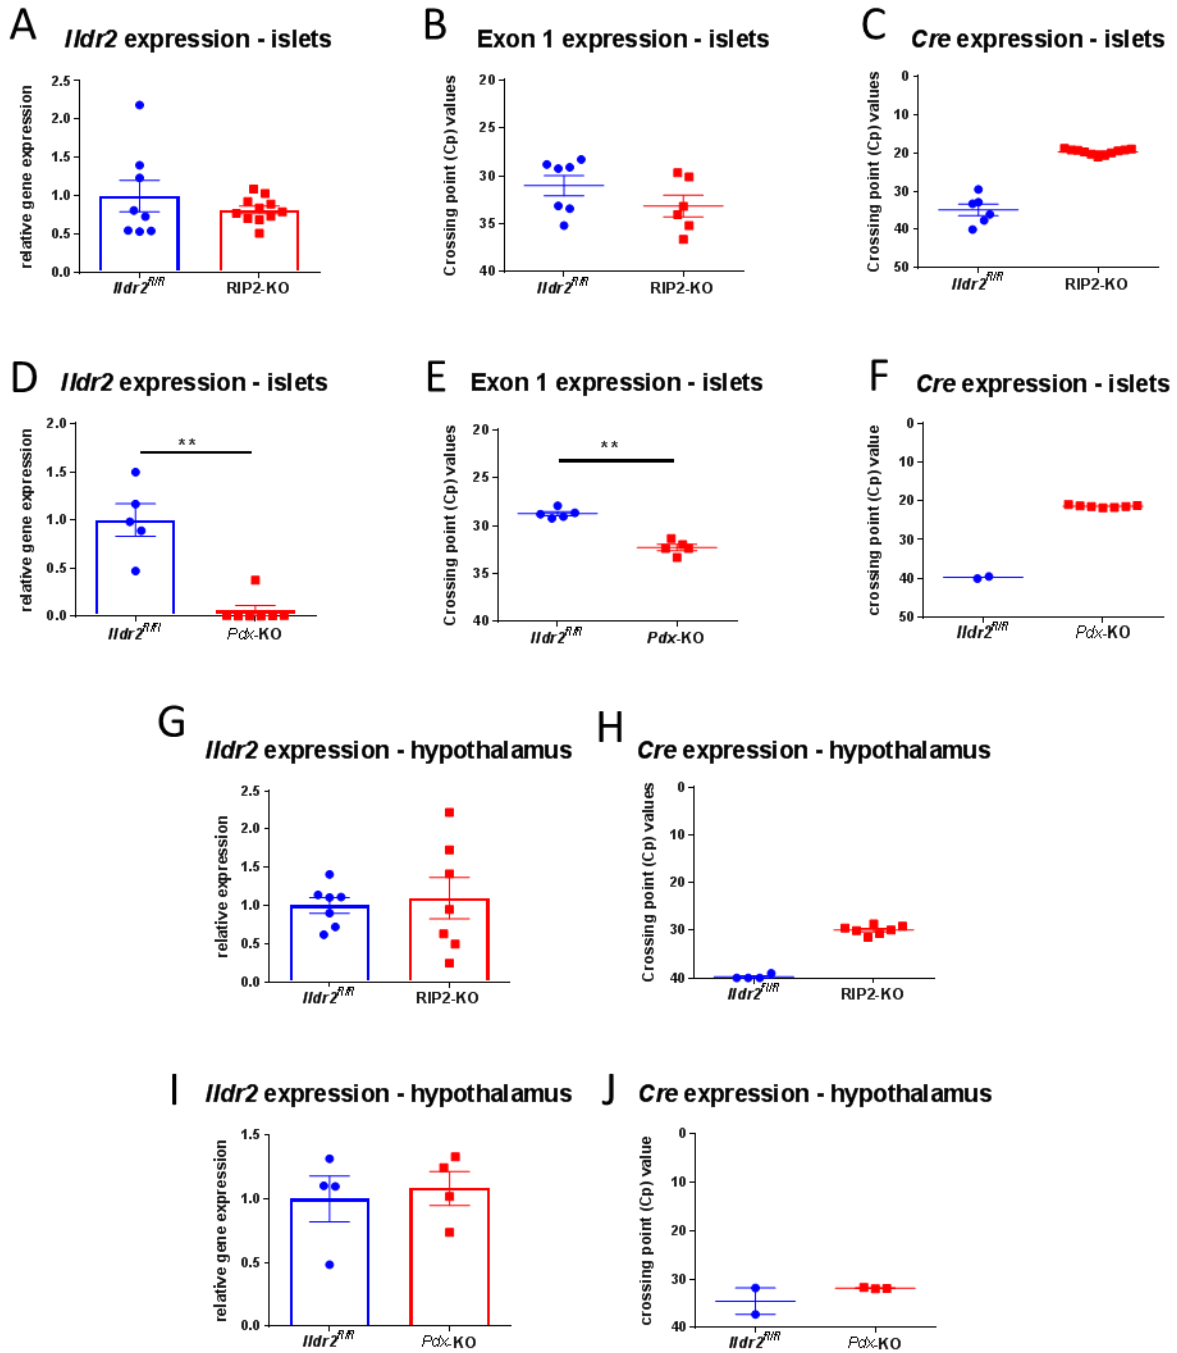 A
Ildr2 expression - islets
relative gene expression
2.5
2.0
1.5
1.0
0.5
0.0
Ildr2fl/fl
RIP2-KO
B
Exon 1 expression - islets
Crossing point (Cp) values
20
25
30
35
40
Ildr2fl/fl
RIP2-KO
C
Cre expression - islets
Crossing point (Cp) values
0
10
20
30
40
50
Ildr2fl/fl
RIP2-KO
D
Ildr2 expression - islets
relative gene expression
2.0
1.5
1.0
0.5
0.0
**
Ildr2fl/fl
Pdx-KO
E
Exon 1 expression - islets
Crossing point (Cp) values
20
25
30
35
40
**
Ildr2fl/fl
Pdx-KO
F
Cre expression - islets
crossing point (Cp) value
0
10
20
30
40
50
Ildr2fl/fl
Pdx-KO
G
Ildr2 expression - hypothalamus
relative expression
2.5
2.0
1.5
1.0
0.5
0.0
Ildr2fl/fl
RIP2-KO
H
Cre expression - hypothalamus
Crossing point (Cp) values
0
10
20
30
40
Ildr2fl/fl
RIP2-KO
I
Ildr2 expression - hypothalamus
relative gene expression
1.5
1.0
0.5
0.0
Ildr2fl/fl
Pdx-KO
J
Cre expression - hypothalamus
crossing point (Cp) value
0
10
20
30
40
Ildr2fl/fl
Pdx-KO